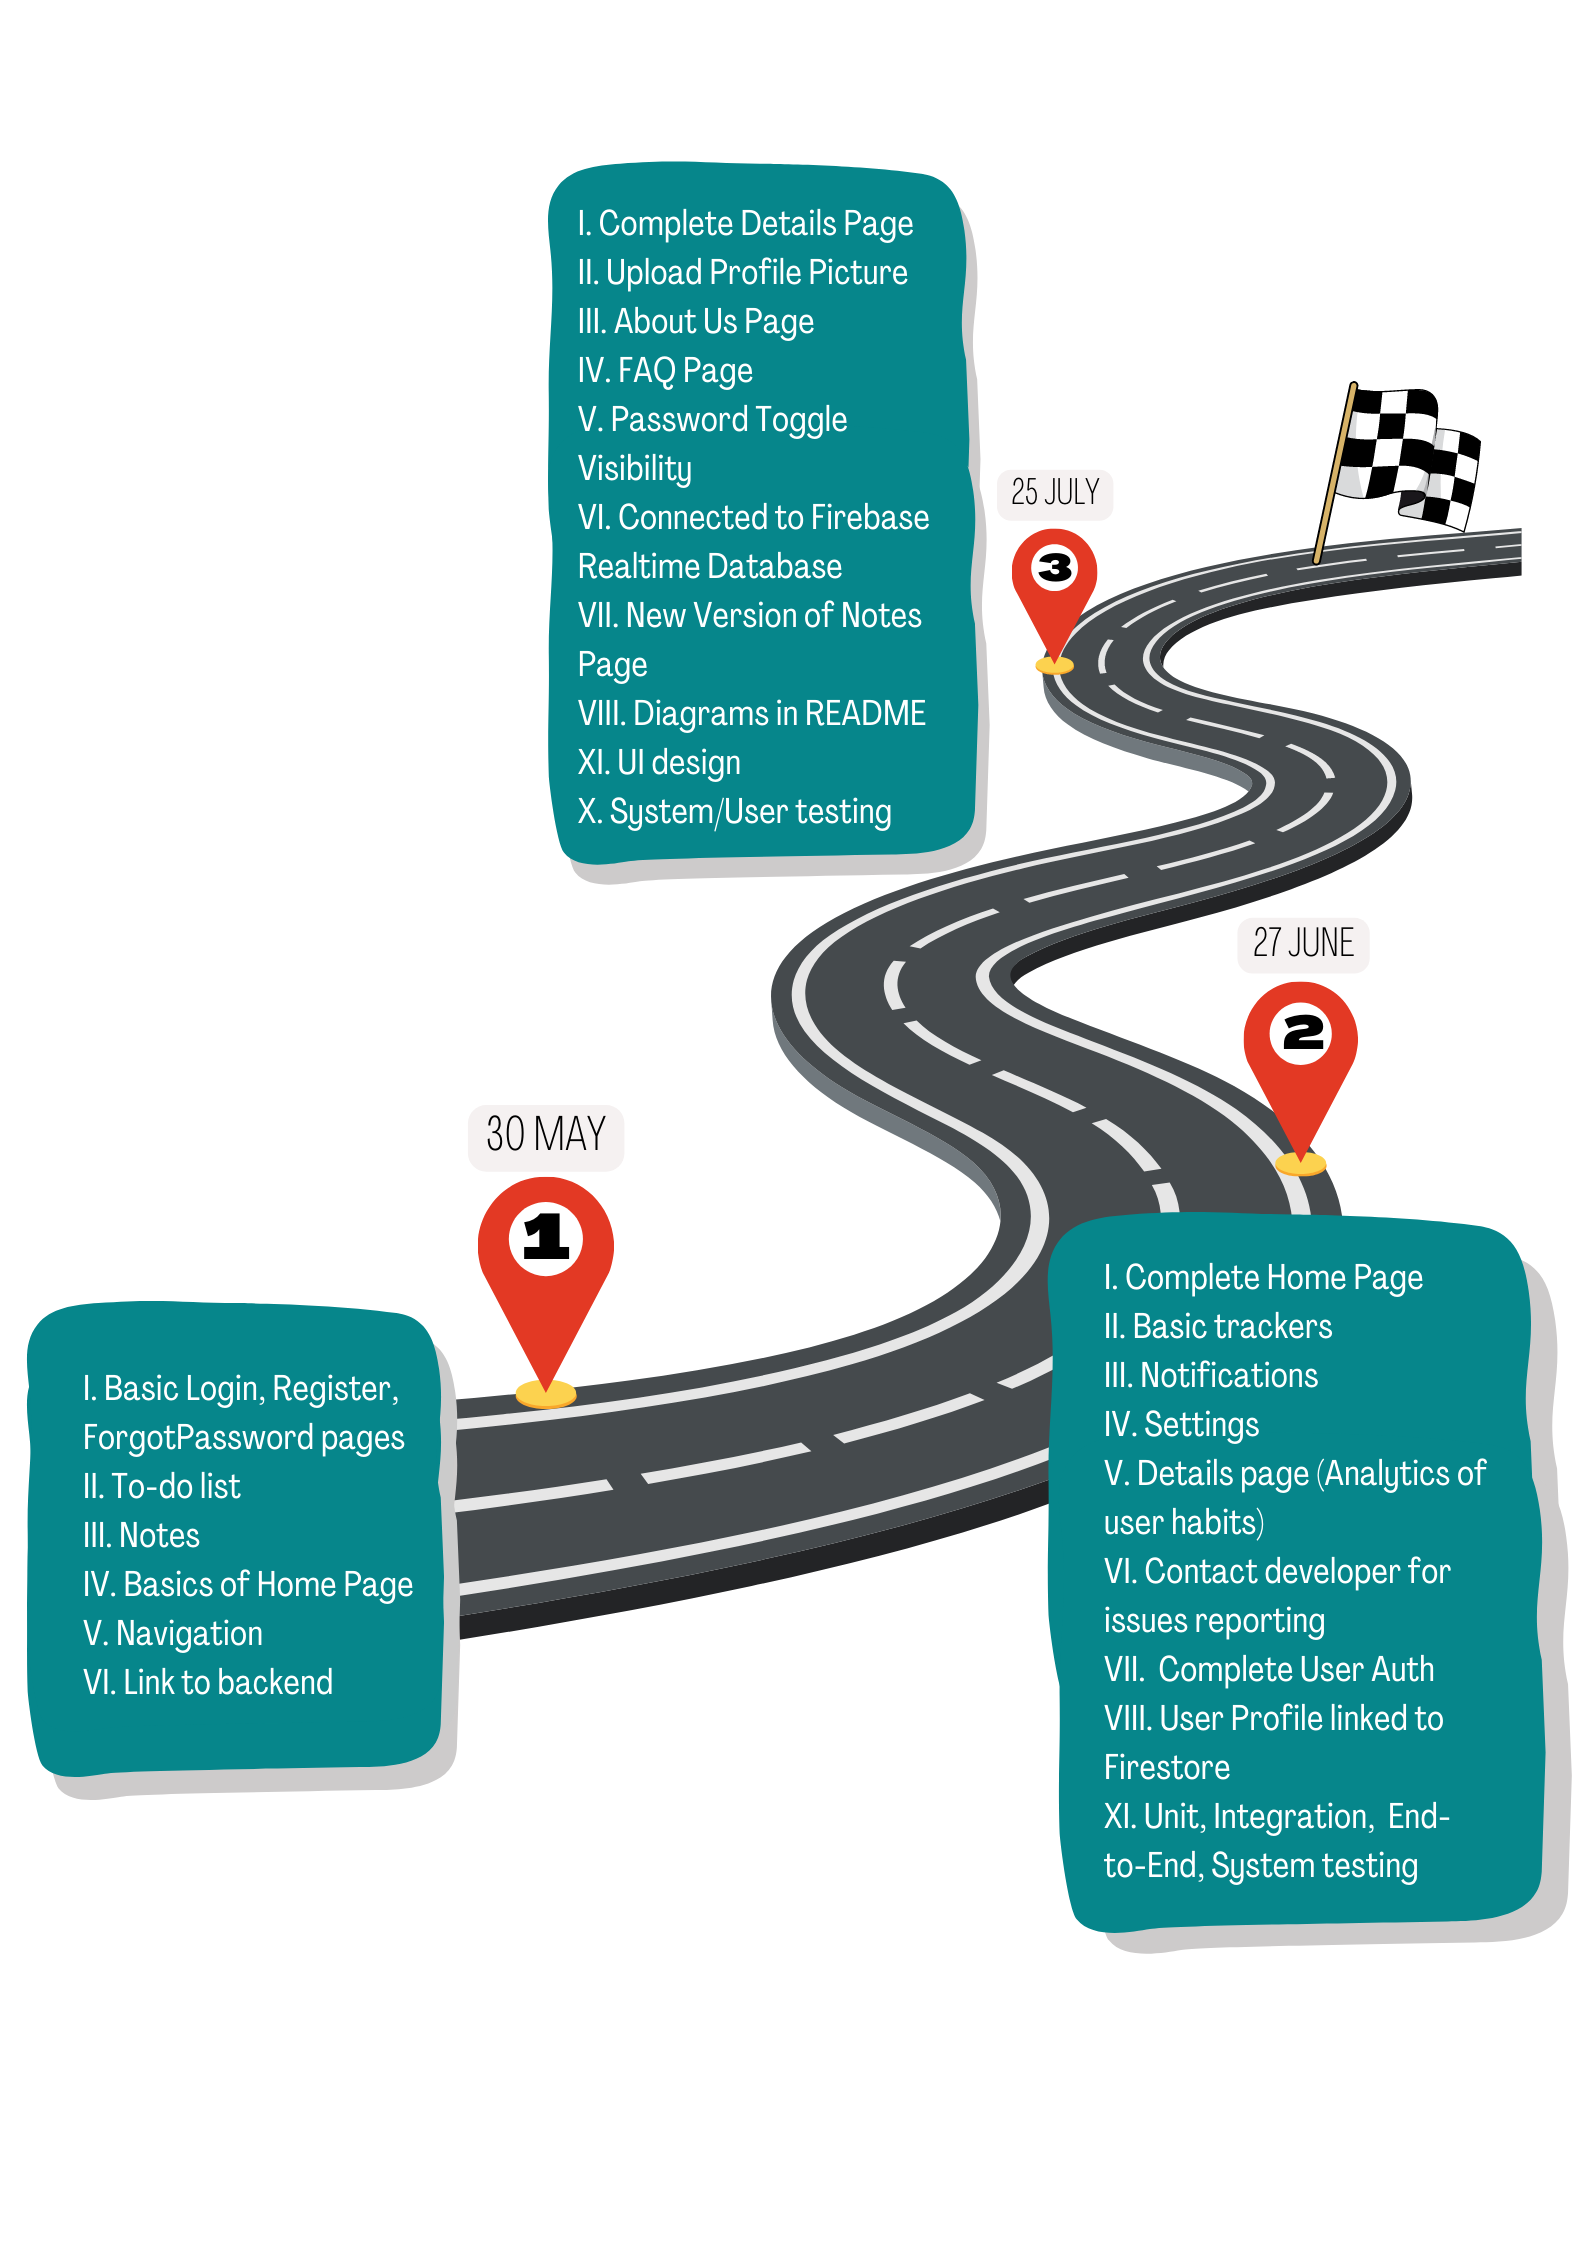 I. Complete Details Page
II. Upload Profile Picture
III. About Us Page
IV. FAQ Page
V. Password Toggle
Visibility
VI. Connected to Firebase
Realtime Database
VII. New Version of Notes
Page
VIII. Diagrams in README
XI. UI design
X. System/User testing
25 JULY
3
27 JUNE
2
30 MAY
1
I. Basic Login, Register,
ForgotPassword pages
II. To-do list
III. Notes
IV. Basics of Home Page
V. Navigation
VI. Link to backend
I. Complete Home Page
II. Basic trackers
III. Notifications
IV. Settings
V. Details page (Analytics of
user habits)
VI. Contact developer for
issues reporting
VII.  Complete User Auth
VIII. User Profile linked to
Firestore
XI. Unit, Integration,  End-
to-End, System testing